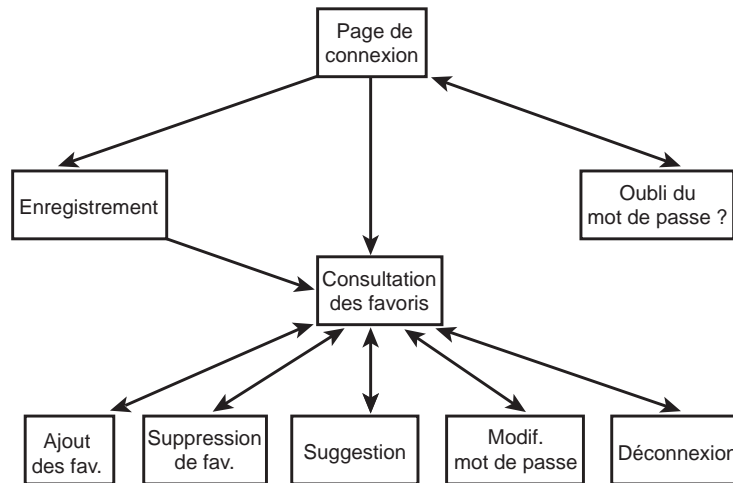 Page de
connexion
Enregistrement
Oubli du
mot de passe ?
Consultation
des favoris
Ajout
des fav.
Suppression
de fav.
Suggestion
Modif.
mot de passe
Déconnexion